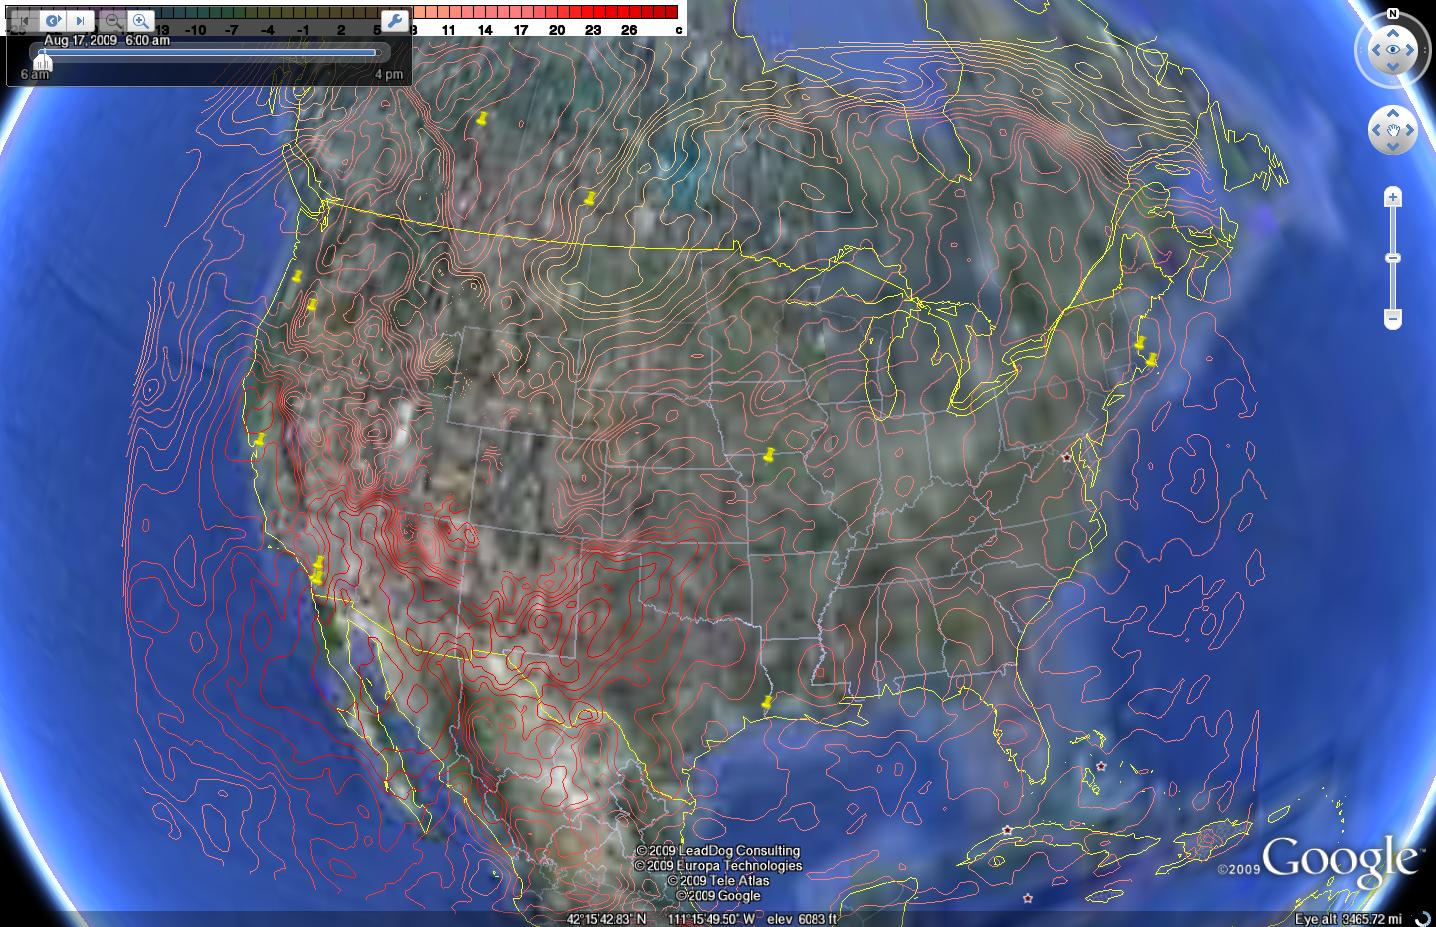 -25 -13 -10 -7 -4 -1 2 5 8 11 14 17 20 23 26 c
Aug 17, 2009 6:00 am
6 am 4 pm
N
© 2009 LeadDog Consulting
© 2009 Europa Technologies
© 2009 Tele Atlas
© 2009 Google
©2009 Google™
42°15'42.83" N 111°15'49.50" W elev 6083 ft
Eye alt 3465.72 mi